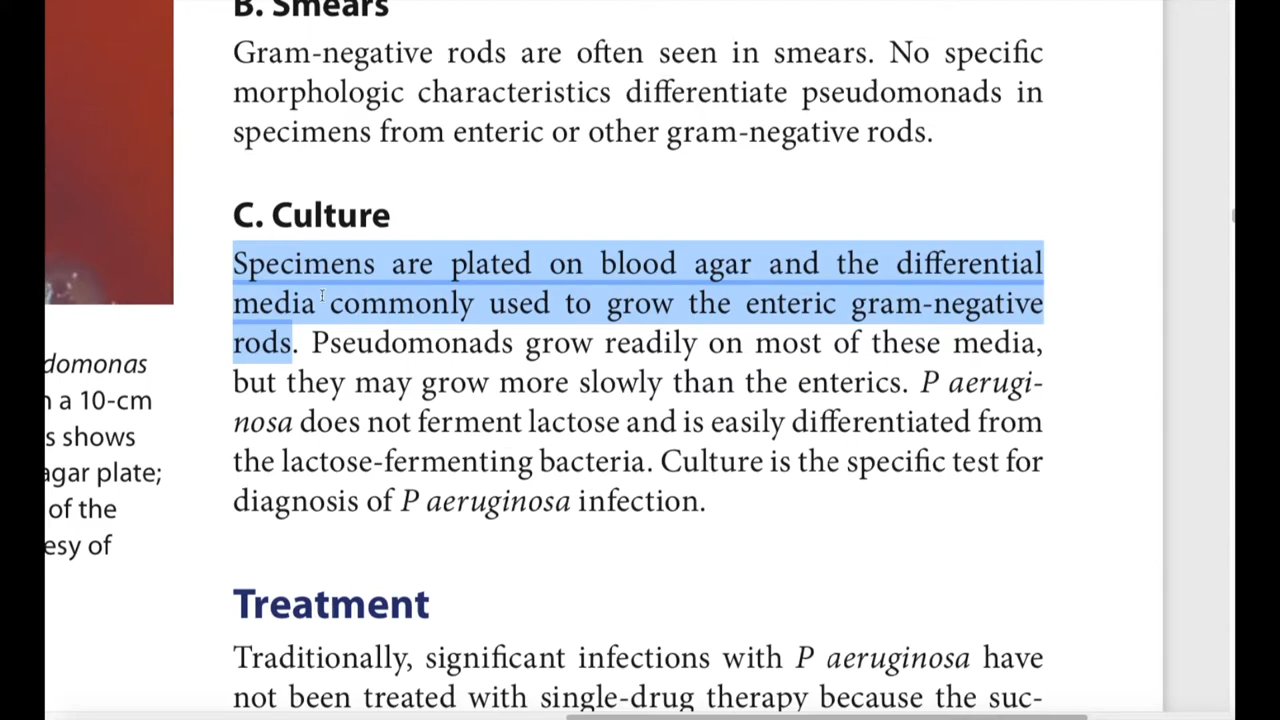 B. Smears
Gram-negative rods are often seen in smears. No specific
morphologic characteristics differentiate pseudomonads in
specimens from enteric or other gram-negative rods.
C. Culture
Specimens are plated on blood agar and the differential
media commonly used to grow the enteric gram-negative
rods. Pseudomonads grow readily on most of these media,
but they may grow more slowly than the enterics. P aerugi-
nosa does not ferment lactose and is easily differentiated from
the lactose-fermenting bacteria. Culture is the specific test for
diagnosis of P aeruginosa infection.
Treatment
Traditionally, significant infections with P aeruginosa have
not been treated with single-drug therapy because the suc-
domonas
n a 10-cm
s shows
agar plate;
of the
esy of